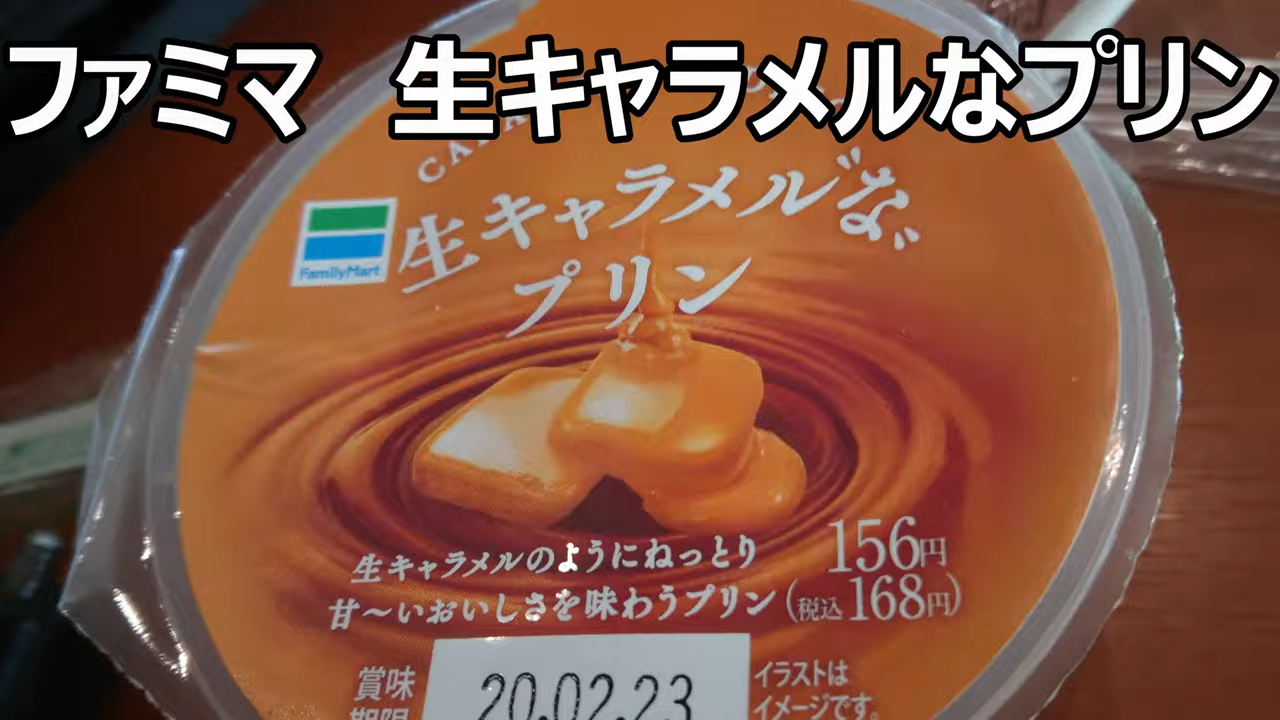 ファミマ　生キャラメルなプリン
FamilyMart
生キャラメル"な"
プリン
生キャラメルのようにねっとり
甘〜いおいしさを味わうプリン
156円
(税込168円)
賞味
期限
20.02.23
イラストは
イメージです。